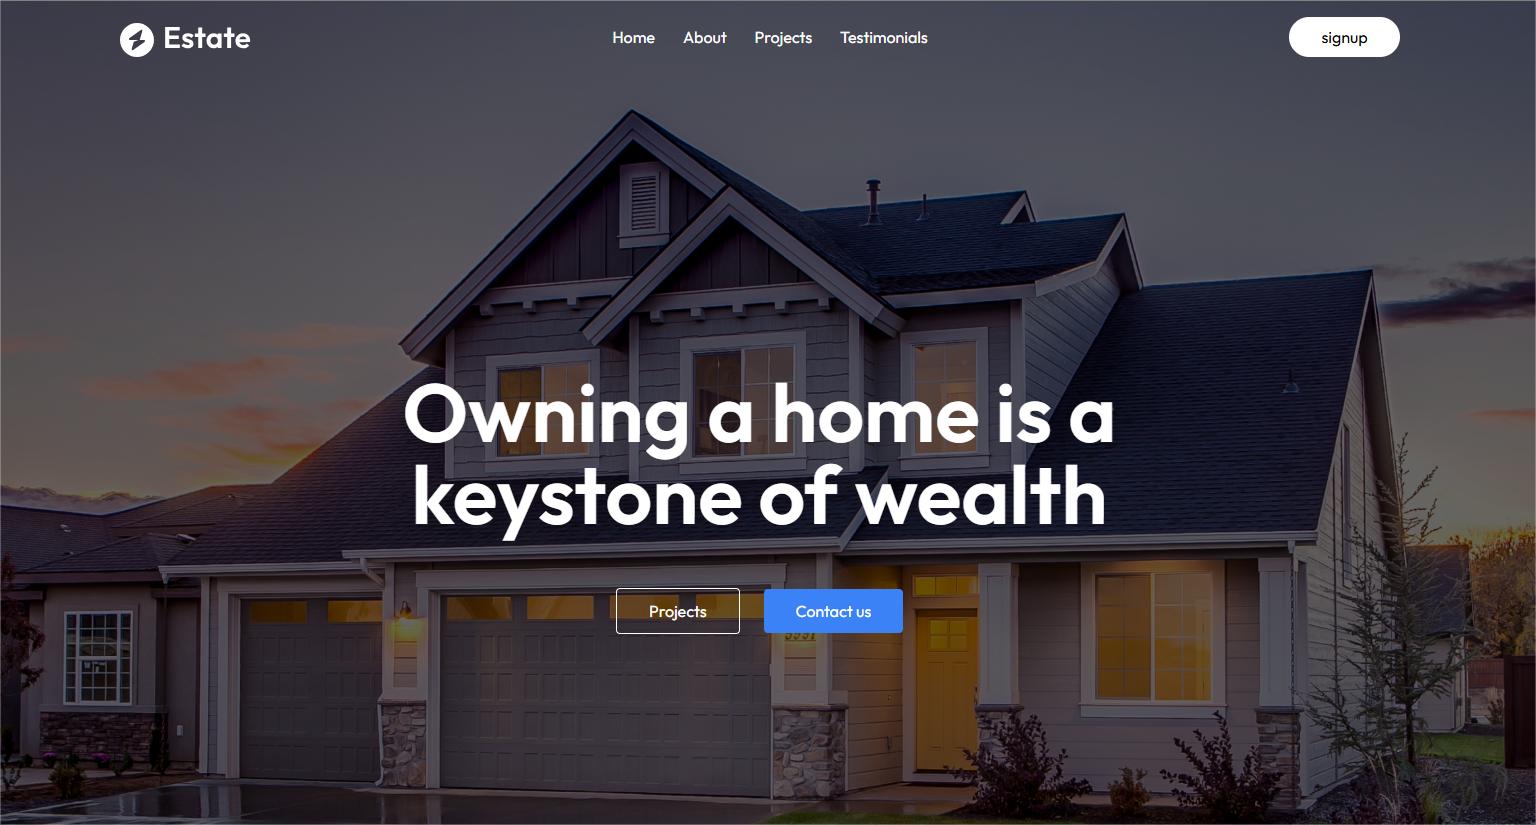 Estate
Home About Projects Testimonials
signup
Owning a home is a
keystone of wealth
Projects
Contact us